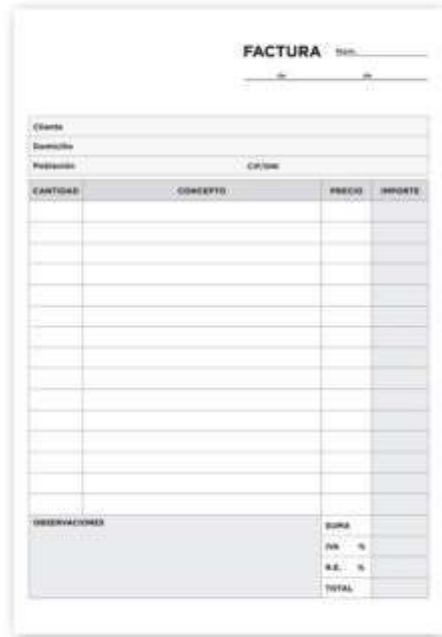 FACTURA Núm.
de de
Cliente
Domicilio
Población CIF/DNI
CANTIDAD CONCEPTO PRECIO IMPORTE
OBSERVACIONES SUMA
IVA %
R.E. %
TOTAL